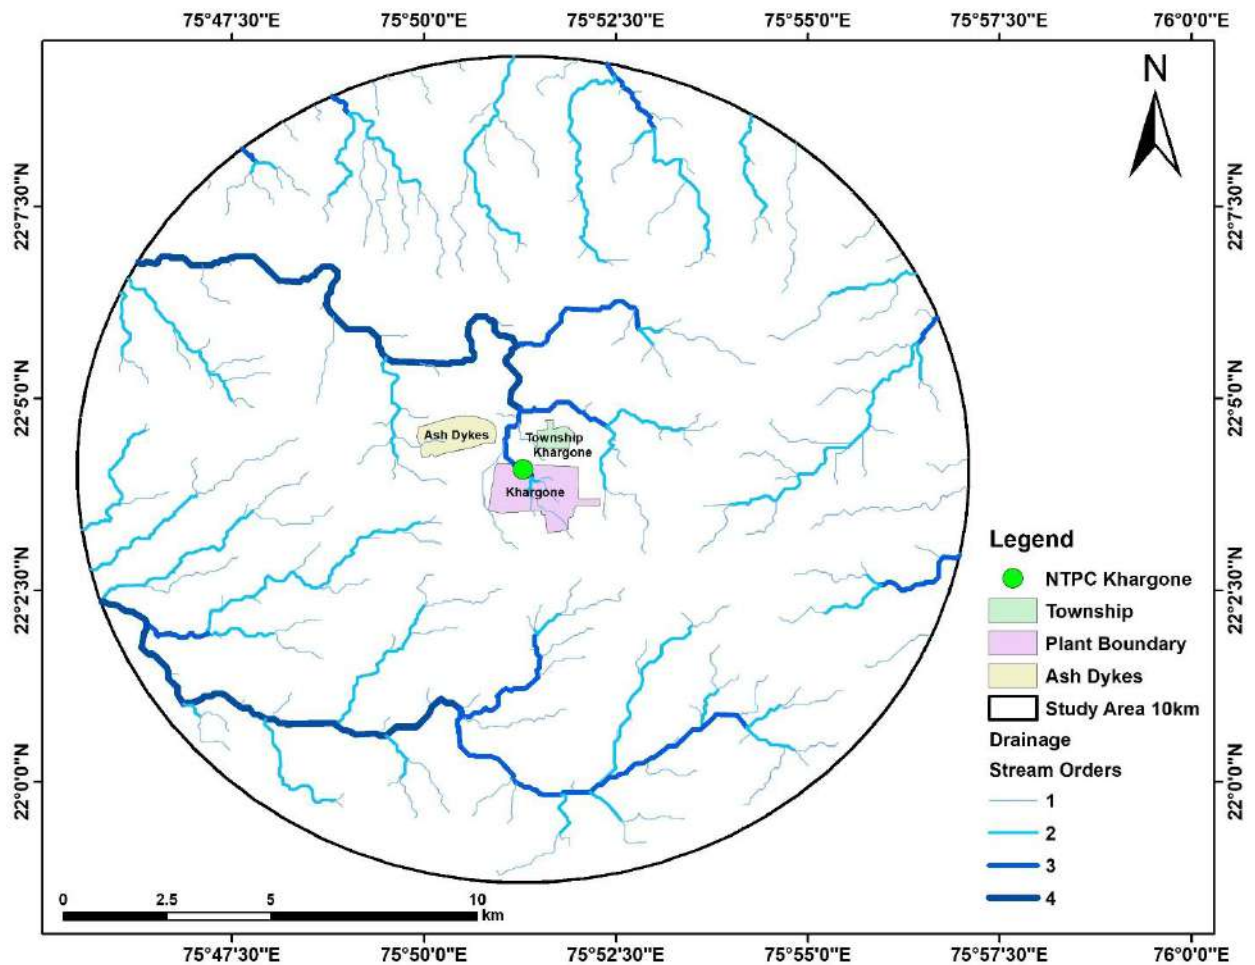 75°47'30"E 75°50'0"E 75°52'30"E 75°55'0"E 75°57'30"E 76°0'0"E
N
22°7'30"N 22°7'30"N
22°5'0"N 22°5'0"N
Ash Dykes
Township
Khargone
Khargone
22°2'30"N 22°2'30"N
22°0'0"N 22°0'0"N
Legend
NTPC Khargone
Township
Plant Boundary
Ash Dykes
Study Area 10km
Drainage
Stream Orders
1
2
3
4
0 2.5 5 10
km
75°47'30"E 75°50'0"E 75°52'30"E 75°55'0"E 75°57'30"E 76°0'0"E